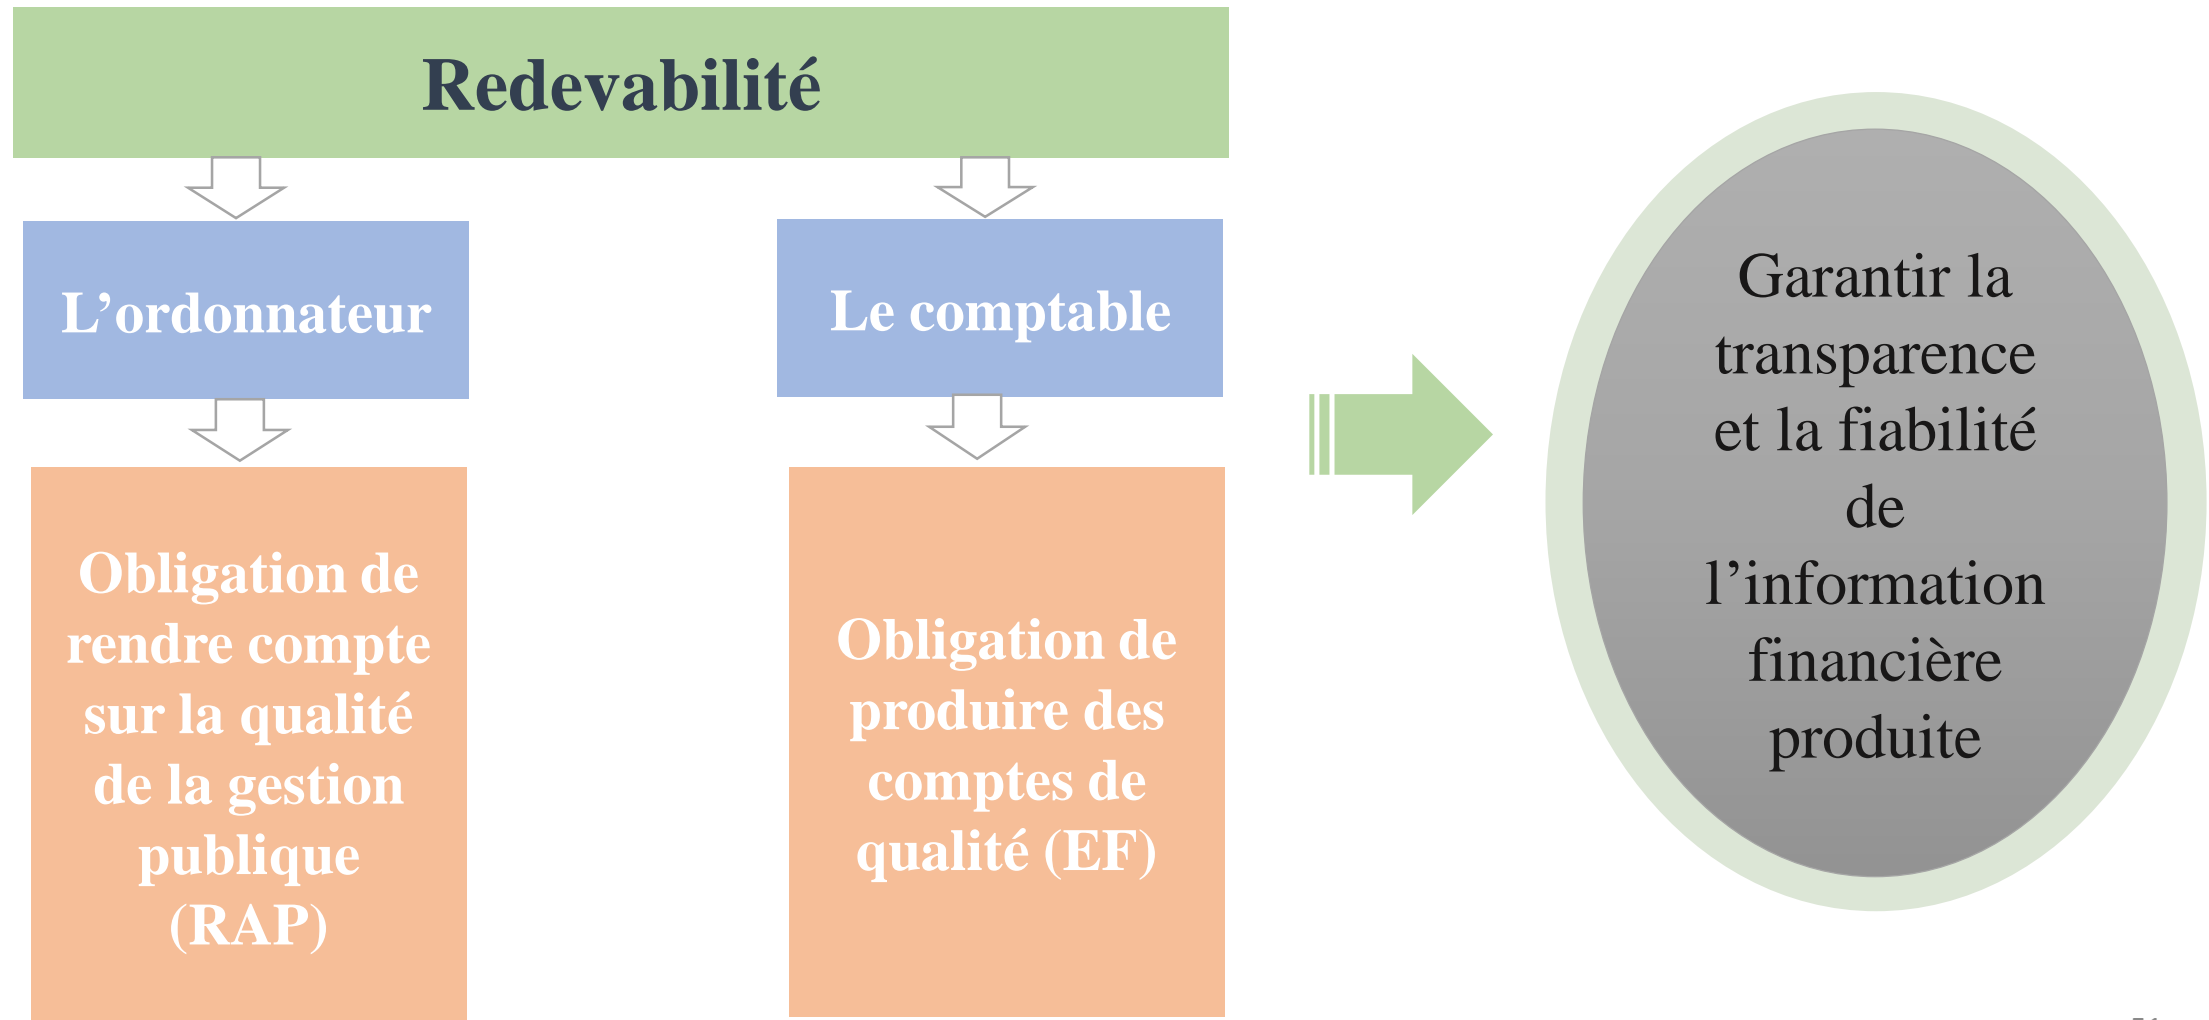 Redevabilité
L’ordonnateur
Le comptable
Obligation de
rendre compte
sur la qualité
de la gestion
publique
(RAP)
Obligation de
produire des
comptes de
qualité (EF)
Garantir la
transparence
et la fiabilité
de
l’information
financière
produite